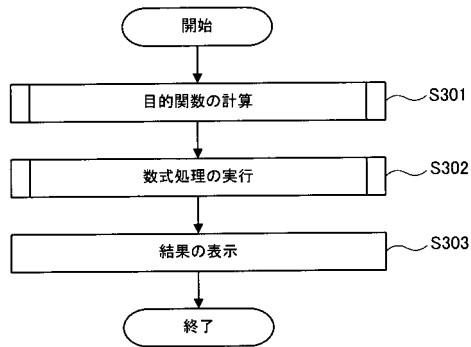 開始
目的関数の計算
S301
数式処理の実行
S302
結果の表示
S303
終了